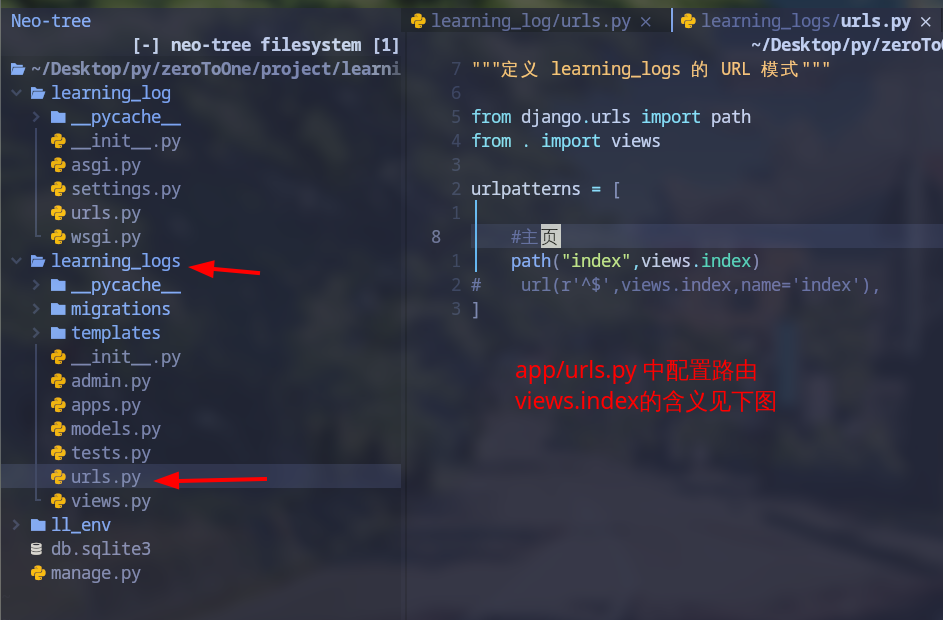 Neo-tree
[-] neo-tree filesystem [1]
~/Desktop/py/zeroToOne/project/learni
learning_log
__pycache__
__init__.py
asgi.py
settings.py
urls.py
wsgi.py
learning_logs
__pycache__
migrations
templates
__init__.py
admin.py
apps.py
models.py
tests.py
urls.py
views.py
ll_env
db.sqlite3
manage.py
learning_log/urls.py × learning_logs/urls.py ×
~/Desktop/py/zeroTo
7 """定义 learning_logs 的 URL 模式"""
6
5 from django.urls import path
4 from . import views
3
2 urlpatterns = [
1
8 #主页
1 path("index",views.index)
2 # url(r'^$',views.index,name='index'),
3 ]
app/urls.py 中配置路由
views.index的含义见下图